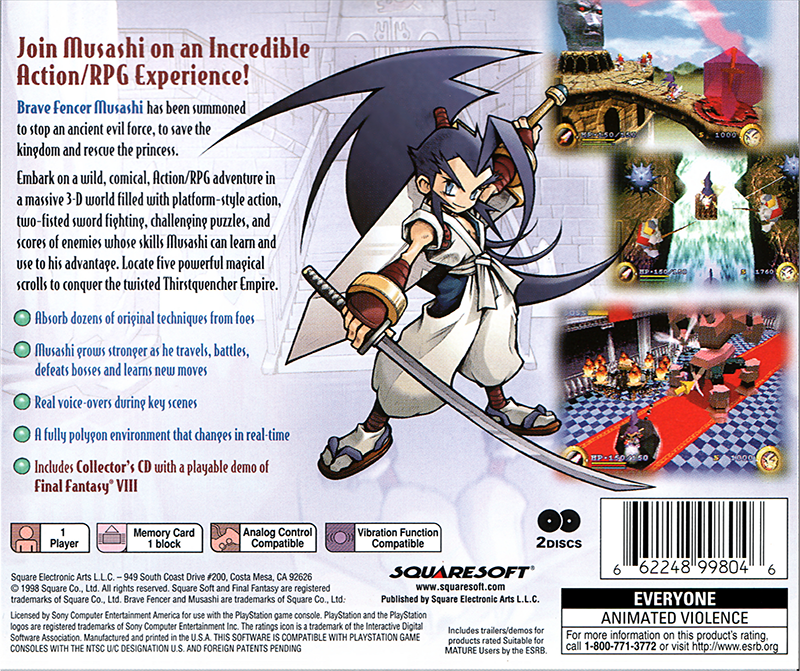 Join Musashi on an Incredible
Action/RPG Experience!
Brave Fencer Musashi has been summoned
to stop an ancient evil force, to save the
kingdom and rescue the princess.
Embark on a wild, comical, Action/RPG adventure in
a massive 3-D world filled with platform-style action,
two-fisted sword fighting, challenging puzzles, and
scores of enemies whose skills Musashi can learn and
use to his advantage. Locate five powerful magical
scrolls to conquer the twisted Thirstquencher Empire.
Absorb dozens of original techniques from foes
Musashi grows stronger as he travels, battles,
defeats bosses and learns new moves
Real voice-overs during key scenes
A fully polygon environment that changes in real-time
Includes Collector's CD with a playable demo of
Final Fantasy® VIII
HP-150/150
S 1000
HP-150/
S 1760
HP-150/150
S 1000
1
Player
Memory Card
1 block
Analog Control
Compatible
Vibration Function
Compatible
2DISCS
6 62248 99804 6
Square Electronic Arts L.L.C. – 949 South Coast Drive #200, Costa Mesa, CA 92626
© 1998 Square Co., Ltd. All rights reserved. Square Soft and Final Fantasy are registered
trademarks of Square Co., Ltd. Brave Fencer and Musashi are trademarks of Square Co., Ltd.
SQUARESOFT®
www.squaresoft.com
Published by Square Electronic Arts L.L.C.
Licensed by Sony Computer Entertainment America for use with the PlayStation game console. PlayStation and the PlayStation
logos are registered trademarks of Sony Computer Entertainment Inc. The ratings icon is a trademark of the Interactive Digital
Software Association. Manufactured and printed in the U.S.A. THIS SOFTWARE IS COMPATIBLE WITH PLAYSTATION GAME
CONSOLES WITH THE NTSC U/C DESIGNATION U.S. AND FOREIGN PATENTS PENDING
Includes trailers/demos for
products rated Suitable for
MATURE Users by the ESRB.
EVERYONE
ANIMATED VIOLENCE
For more information on this product's rating,
call 1-800-771-3772 or visit http://www.esrb.org